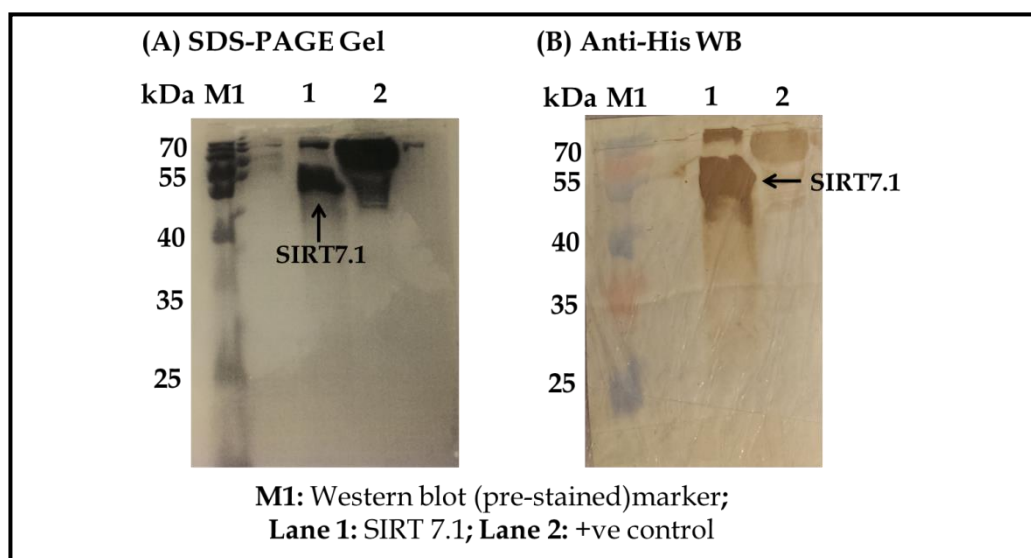 (A) SDS-PAGE Gel
kDa M1 1 2
70
55
40
35
25
SIRT7.1
(B) Anti-His WB
kDa M1 1 2
70
55
40
35
25
SIRT7.1
M1: Western blot (pre-stained)marker;
Lane 1: SIRT 7.1; Lane 2: +ve control